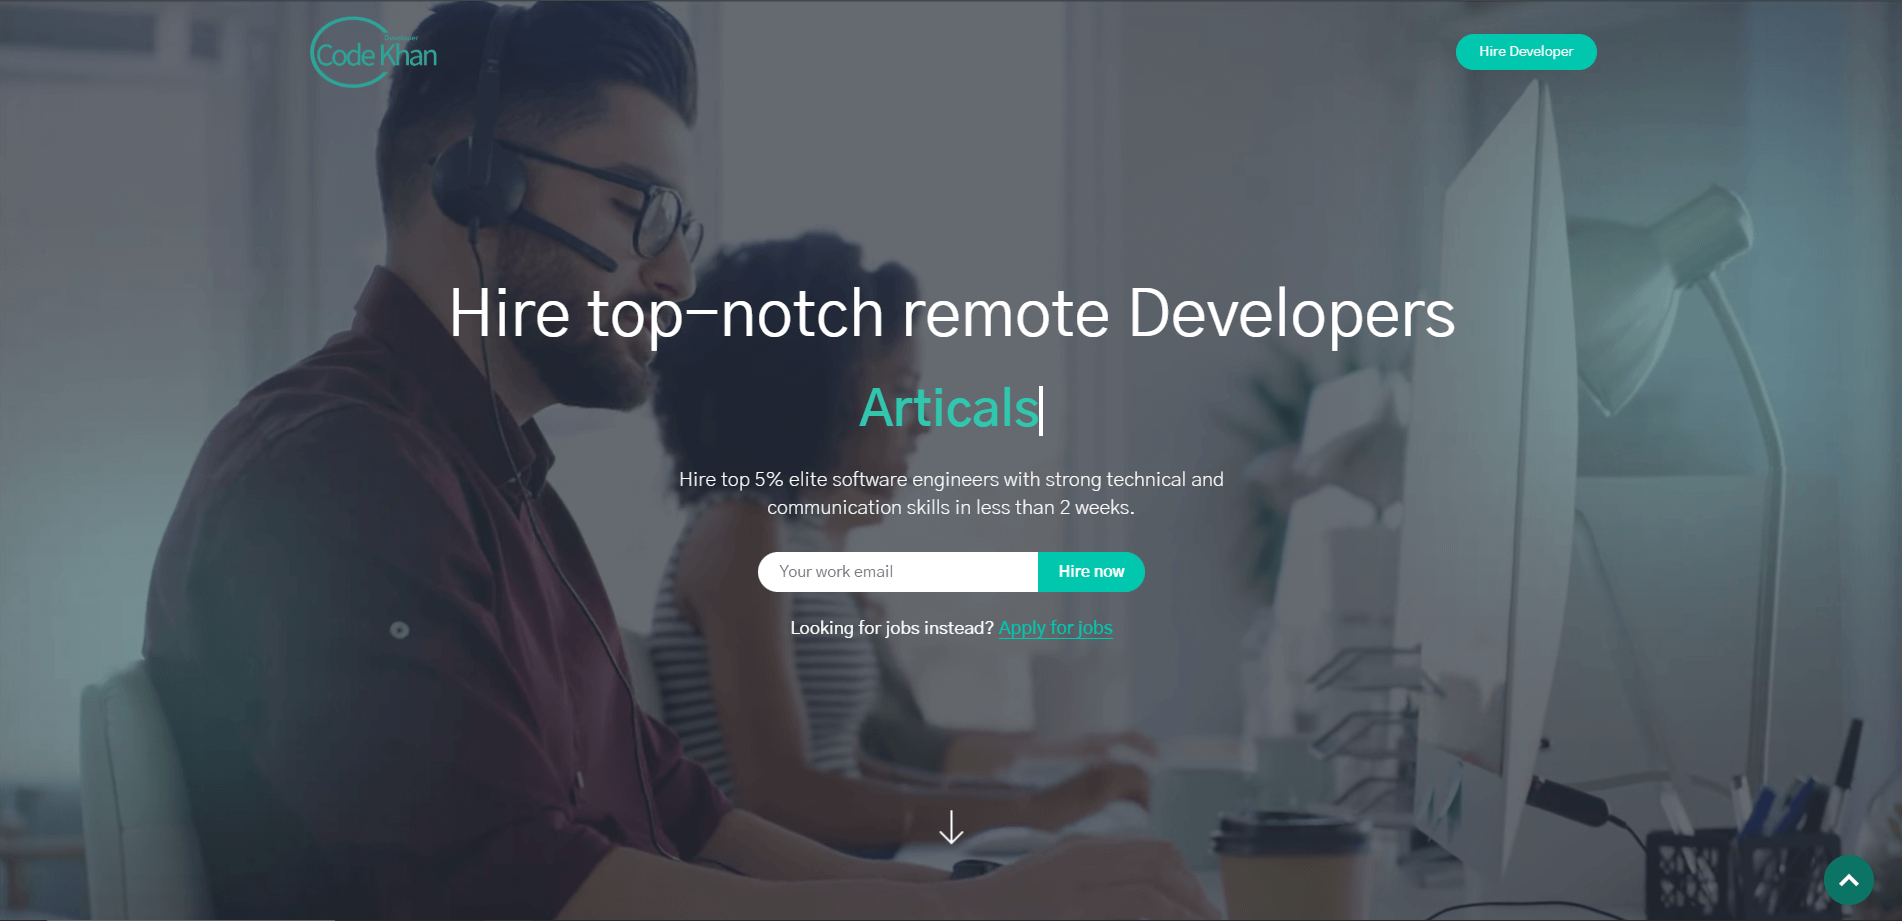 Developer
Code Khan
Hire Developer
Hire top-notch remote Developers
Articals
Hire top 5% elite software engineers with strong technical and
communication skills in less than 2 weeks.
Your work email
Hire now
Looking for jobs instead? Apply for jobs